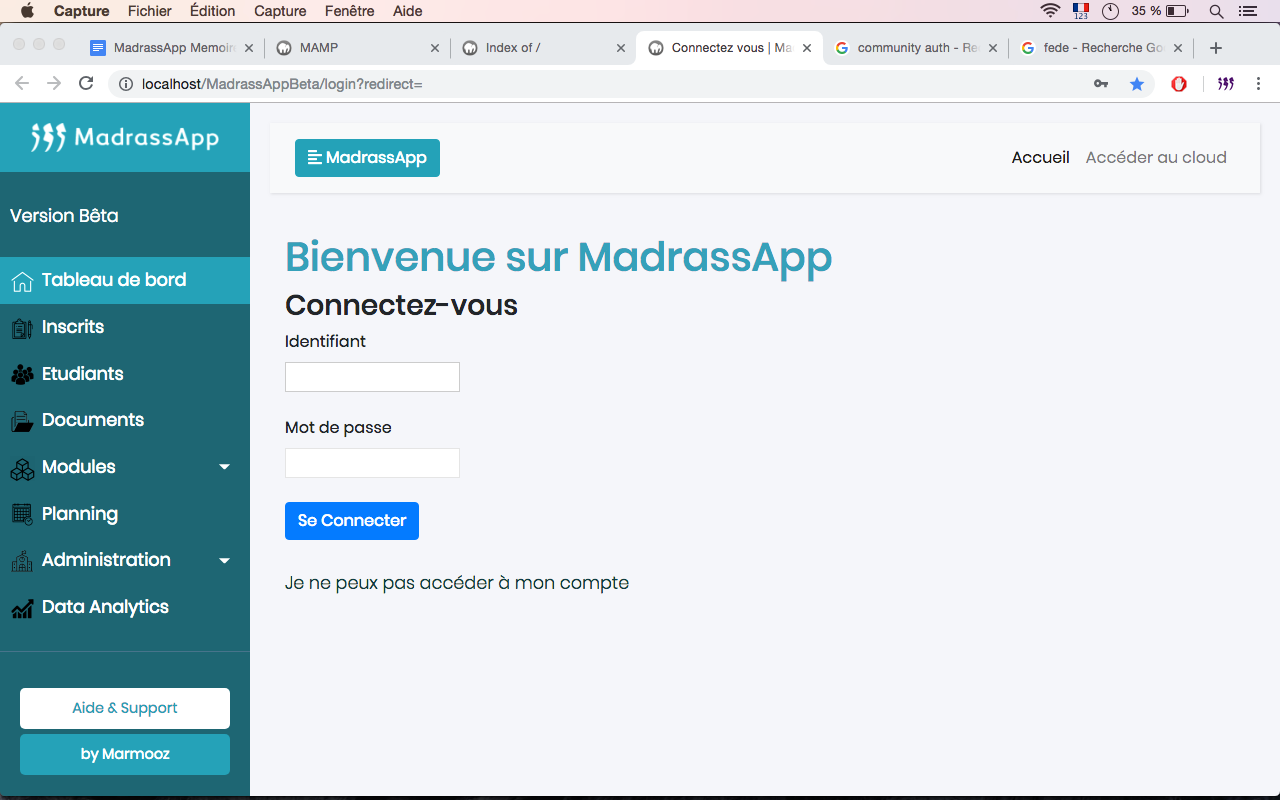 Capture Fichier Édition Capture Fenêtre Aide 123 35 %
MadrassApp Memoir MAMP Index of / Connectez vous | Ma community auth - Re fede - Recherche Go
localhost/MadrassAppBeta/login?redirect=
MadrassApp
MadrassApp Accueil Accéder au cloud
Version Bêta
Tableau de bord
Inscrits
Etudiants
Documents
Modules
Planning
Administration
Data Analytics
Aide & Support
by Marmooz
Bienvenue sur MadrassApp
Connectez-vous
Identifiant
Mot de passe
Se Connecter
Je ne peux pas accéder à mon compte